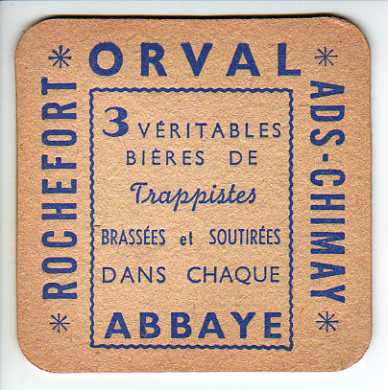 * ORVAL *
* ROCHEFORT *
ADS-CHIMAY *
3 VÉRITABLES
BIÈRES DE
Trappistes
BRASSÉES et SOUTIRÉES
DANS CHAQUE
ABBAYE